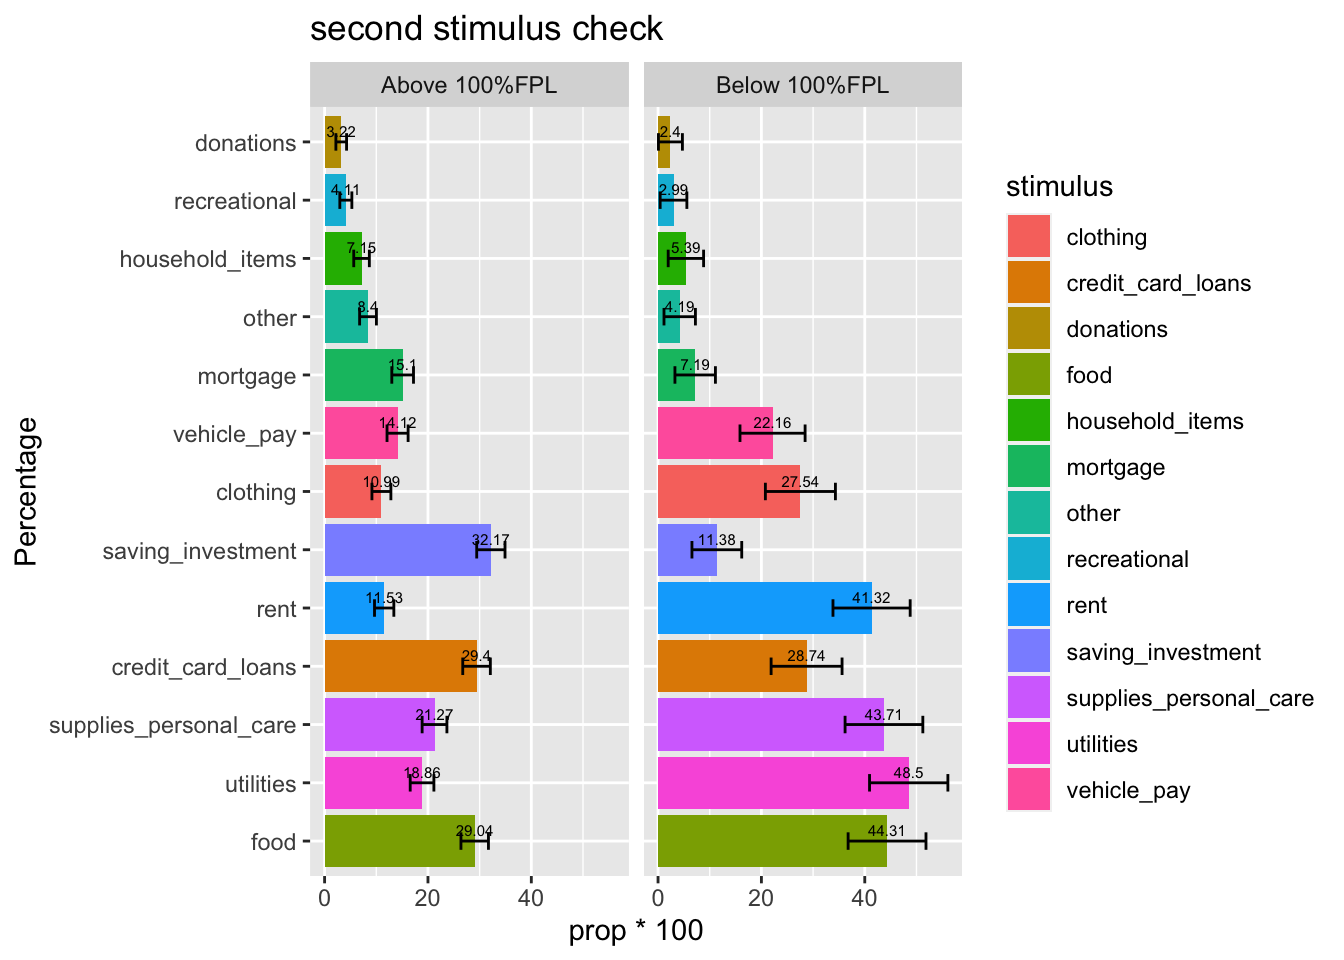 second stimulus check
Above 100%FPL
Below 100%FPL
donations
3.22
2.4
recreational
4.11
2.99
household_items
7.15
5.39
other
8.4
4.19
mortgage
15.1
7.19
vehicle_pay
14.12
22.16
clothing
10.99
27.54
saving_investment
32.17
11.38
rent
11.53
41.32
credit_card_loans
29.4
28.74
supplies_personal_care
21.27
43.71
utilities
18.86
48.5
food
29.04
44.31
0
20
40
0
20
40
prop * 100
Percentage
stimulus
clothing
credit_card_loans
donations
food
household_items
mortgage
other
recreational
rent
saving_investment
supplies_personal_care
utilities
vehicle_pay